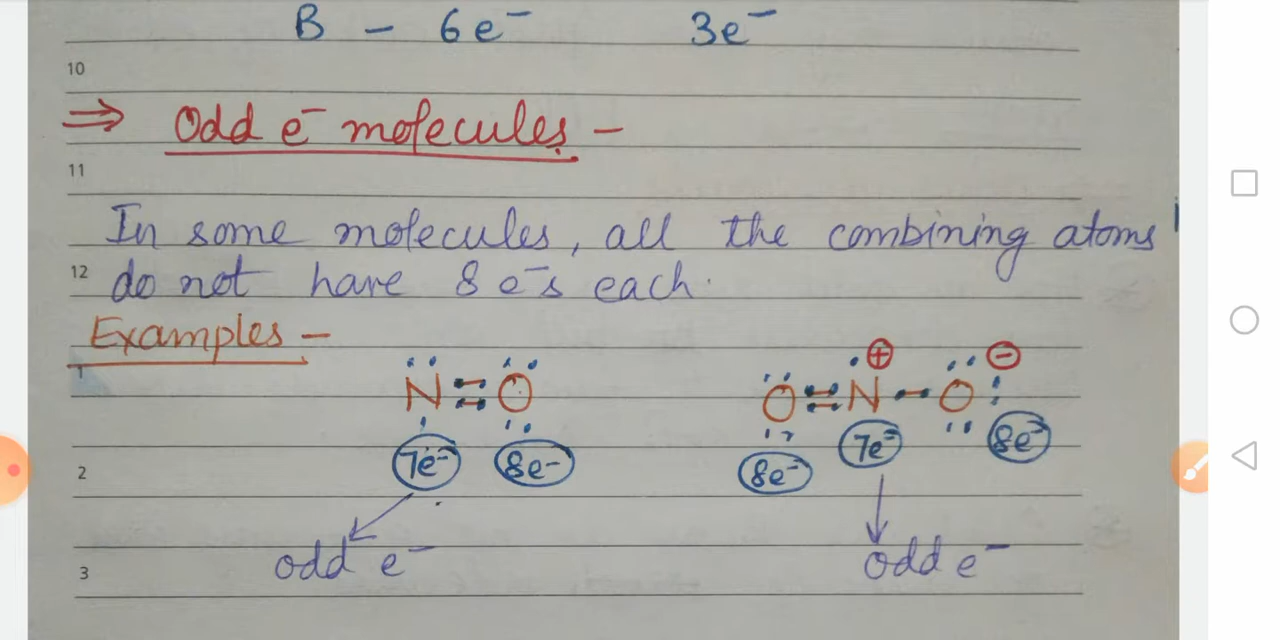 B - 6e⁻ 3e⁻
10
⇒ Odd e⁻ molecules -
11
In some molecules, all the combining atoms
12 do not have 8 e⁻s each.
Examples -
1
N = O
O = N - O
⊕ ⊖
7e⁻ 8e⁻
8e⁻ 7e⁻ 8e⁻
2
odd e⁻ odd e⁻
3